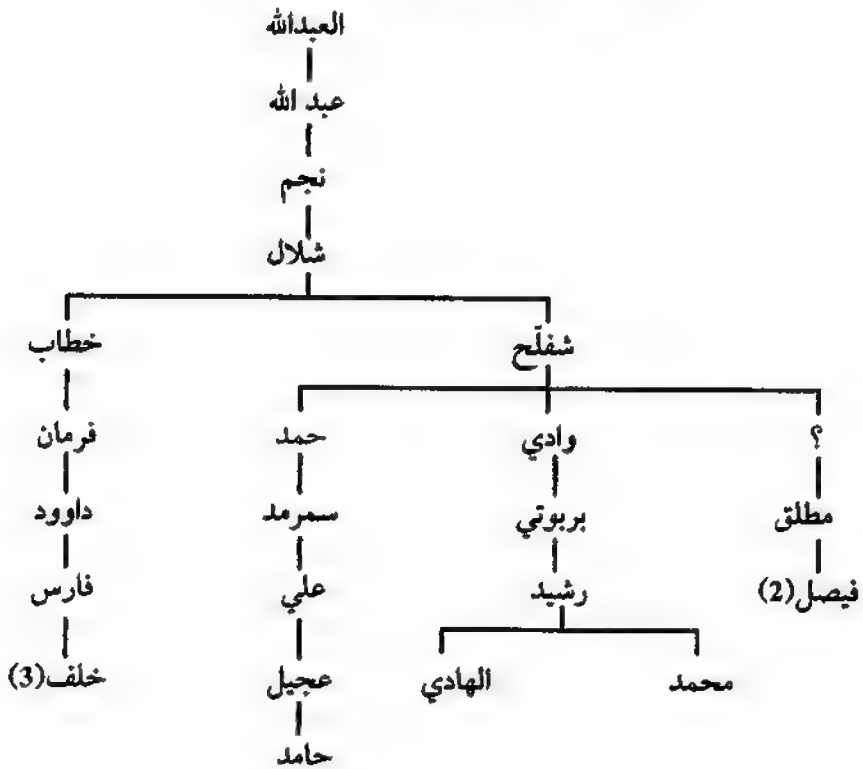 العبدالله
عبد الله
نجم
شلال
شفلّح خطاب
؟ وادي حمد فرمان
مطلق بربوتي سمرمد داوود
فيصل(2) رشيد علي فارس
محمد الهادي عجيل خلف(3)
حامد